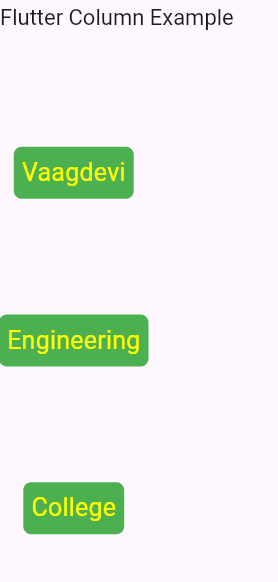 Flutter Column Example
Vaagdevi
Engineering
College